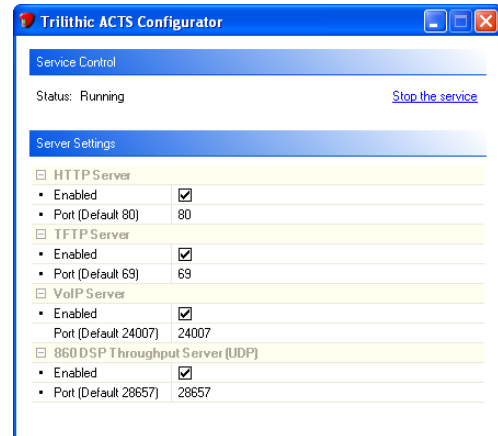 Trilithic ACTS Configurator
Service Control
Status: Running Stop the service
Server Settings
HTTP Server
Enabled
Port (Default 80) 80
TFTP Server
Enabled
Port (Default 69) 69
VoIP Server
Enabled
Port (Default 24007) 24007
860 DSP Throughput Server (UDP)
Enabled
Port (Default 28657) 28657